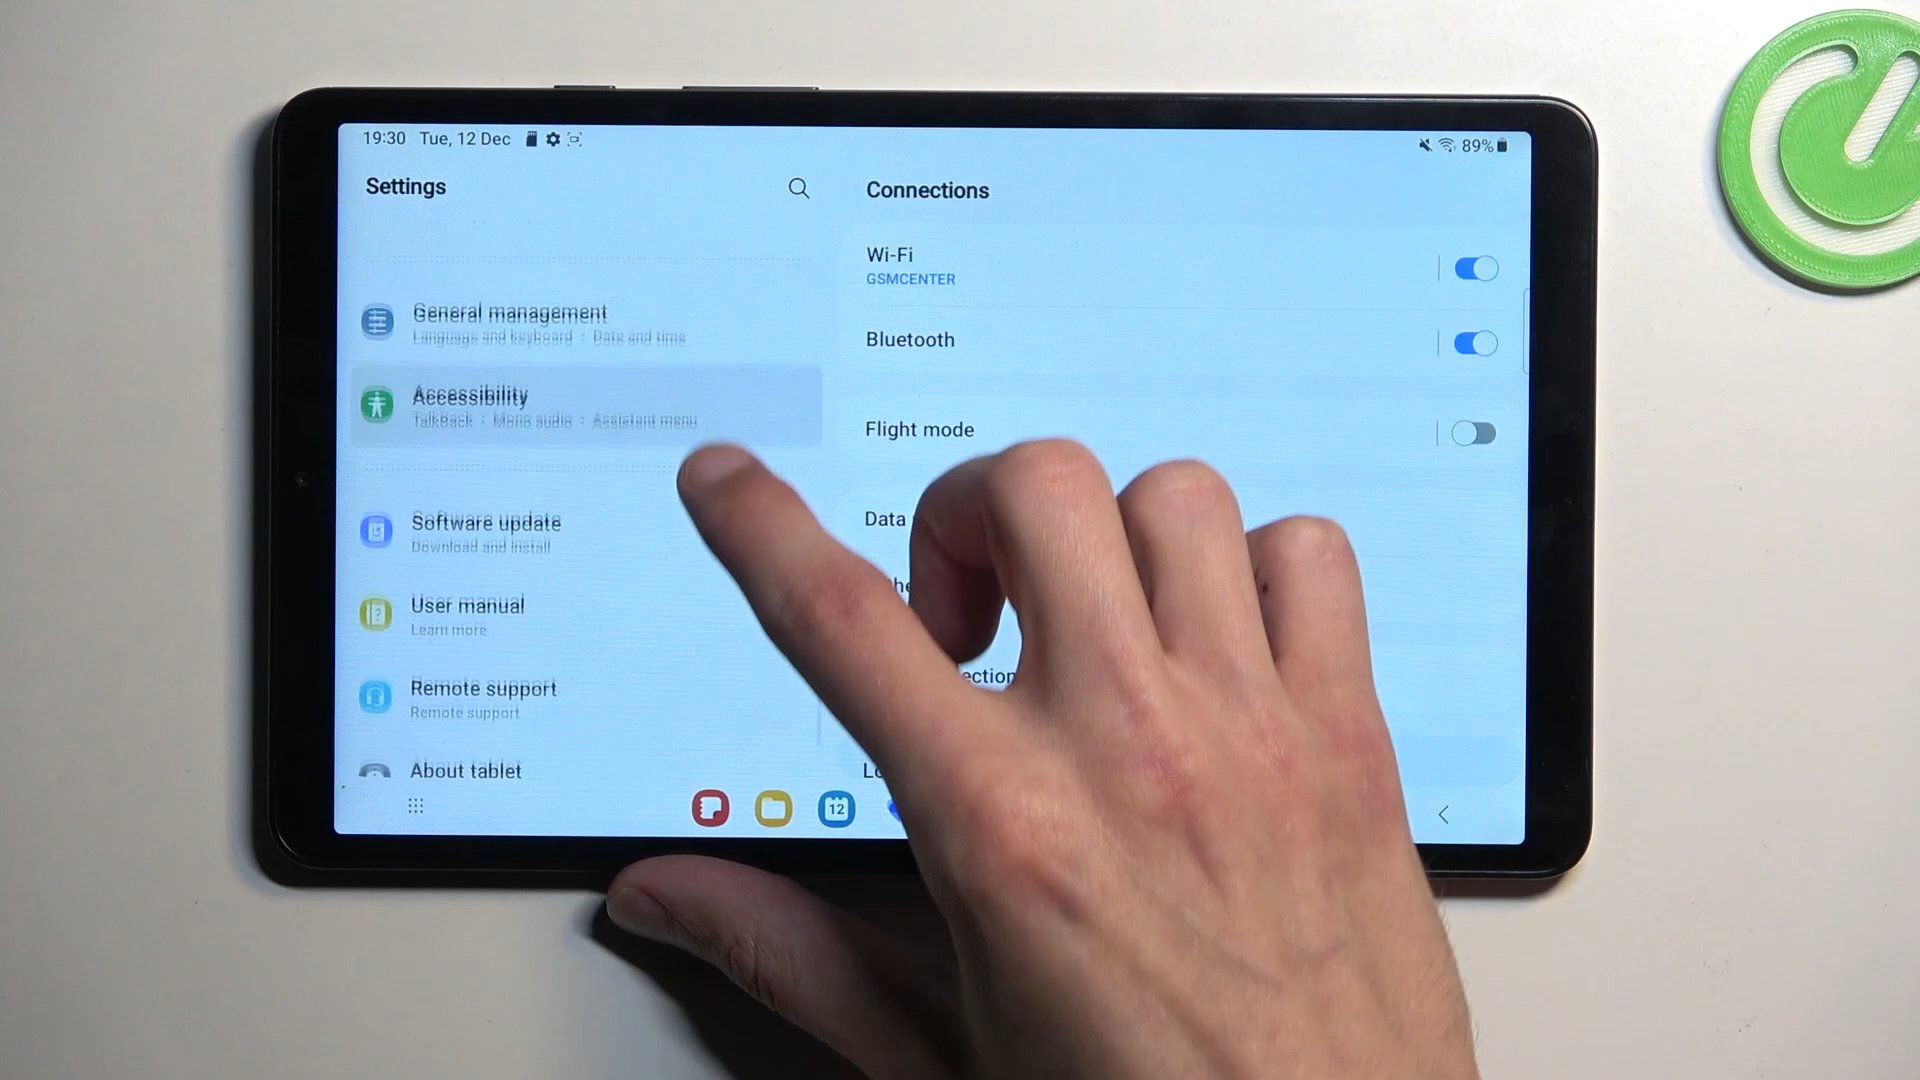 19:30 Tue, 12 Dec
89%
Settings
General management
Language and keyboard • Date and time
Accessibility
TalkBack • Mono audio • Assistant menu
Software update
Download and install
User manual
Learn more
Remote support
Remote support
About tablet
Connections
Wi-Fi
GSMCENTER
Bluetooth
Flight mode
Data
12